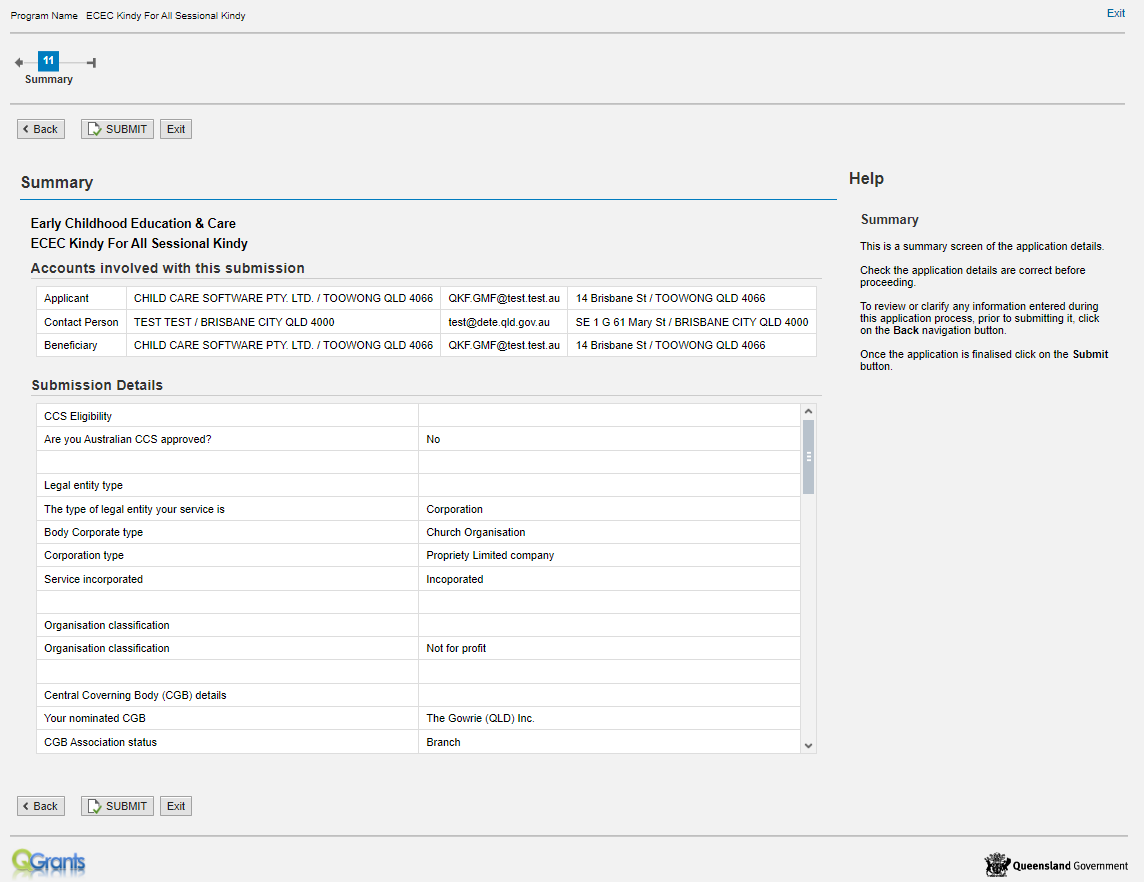 Program Name ECEC Kindy For All Sessional Kindy
Exit
11
Summary
Back SUBMIT Exit
Summary
Early Childhood Education & Care
ECEC Kindy For All Sessional Kindy
Accounts involved with this submission
Applicant CHILD CARE SOFTWARE PTY. LTD. / TOOWONG QLD 4066 QKF.GMF@test.test.au 14 Brisbane St / TOOWONG QLD 4066
Contact Person TEST TEST / BRISBANE CITY QLD 4000 test@dete.qld.gov.au SE 1 G 61 Mary St / BRISBANE CITY QLD 4000
Beneficiary CHILD CARE SOFTWARE PTY. LTD. / TOOWONG QLD 4066 QKF.GMF@test.test.au 14 Brisbane St / TOOWONG QLD 4066
Submission Details
CCS Eligibility
Are you Australian CCS approved? No
Legal entity type
The type of legal entity your service is Corporation
Body Corporate type Church Organisation
Corporation type Propriety Limited company
Service incorporated Incoporated
Organisation classification
Organisation classification Not for profit
Central Coverning Body (CGB) details
Your nominated CGB The Gowrie (QLD) Inc.
CGB Association status Branch
Help
Summary
This is a summary screen of the application details.
Check the application details are correct before
proceeding.
To review or clarify any information entered during
this application process, prior to submitting it, click
on the Back navigation button.
Once the application is finalised click on the Submit
button.
Back SUBMIT Exit
QGrants
Queensland Government